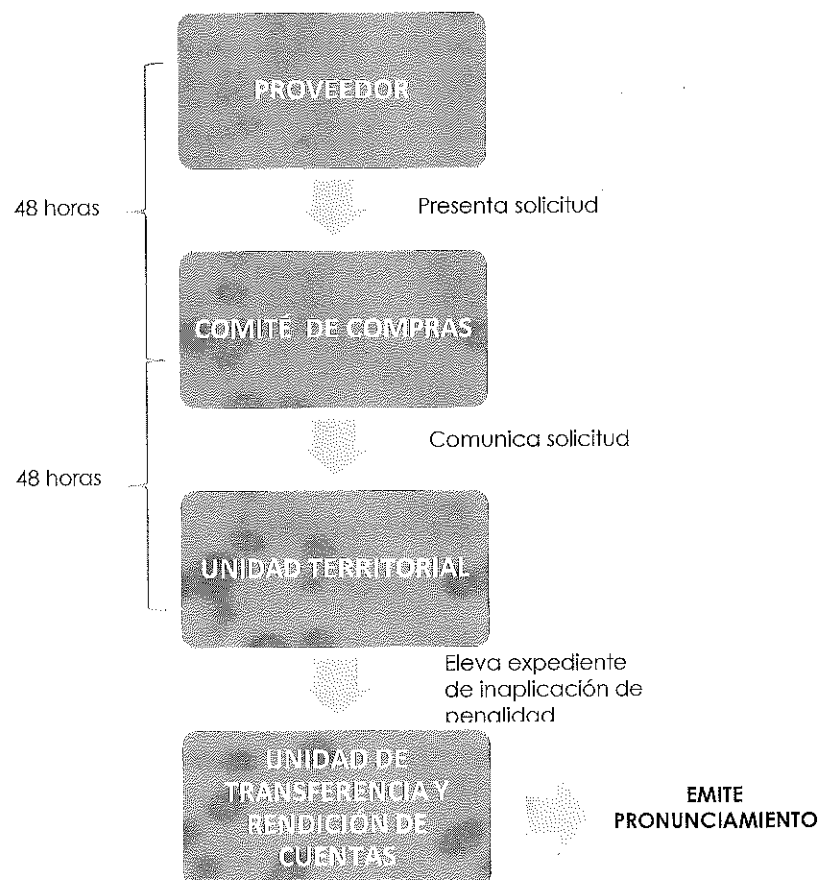 PROVEEDOR
48 horas
Presenta solicitud
COMITÉ DE COMPRAS
Comunica solicitud
48 horas
UNIDAD TERRITORIAL
Eleva expediente
de inaplicación de
penalidad
UNIDAD DE
TRANSFERENCIA Y
RENDICIÓN DE
CUENTAS
EMITE
PRONUNCIAMIENTO